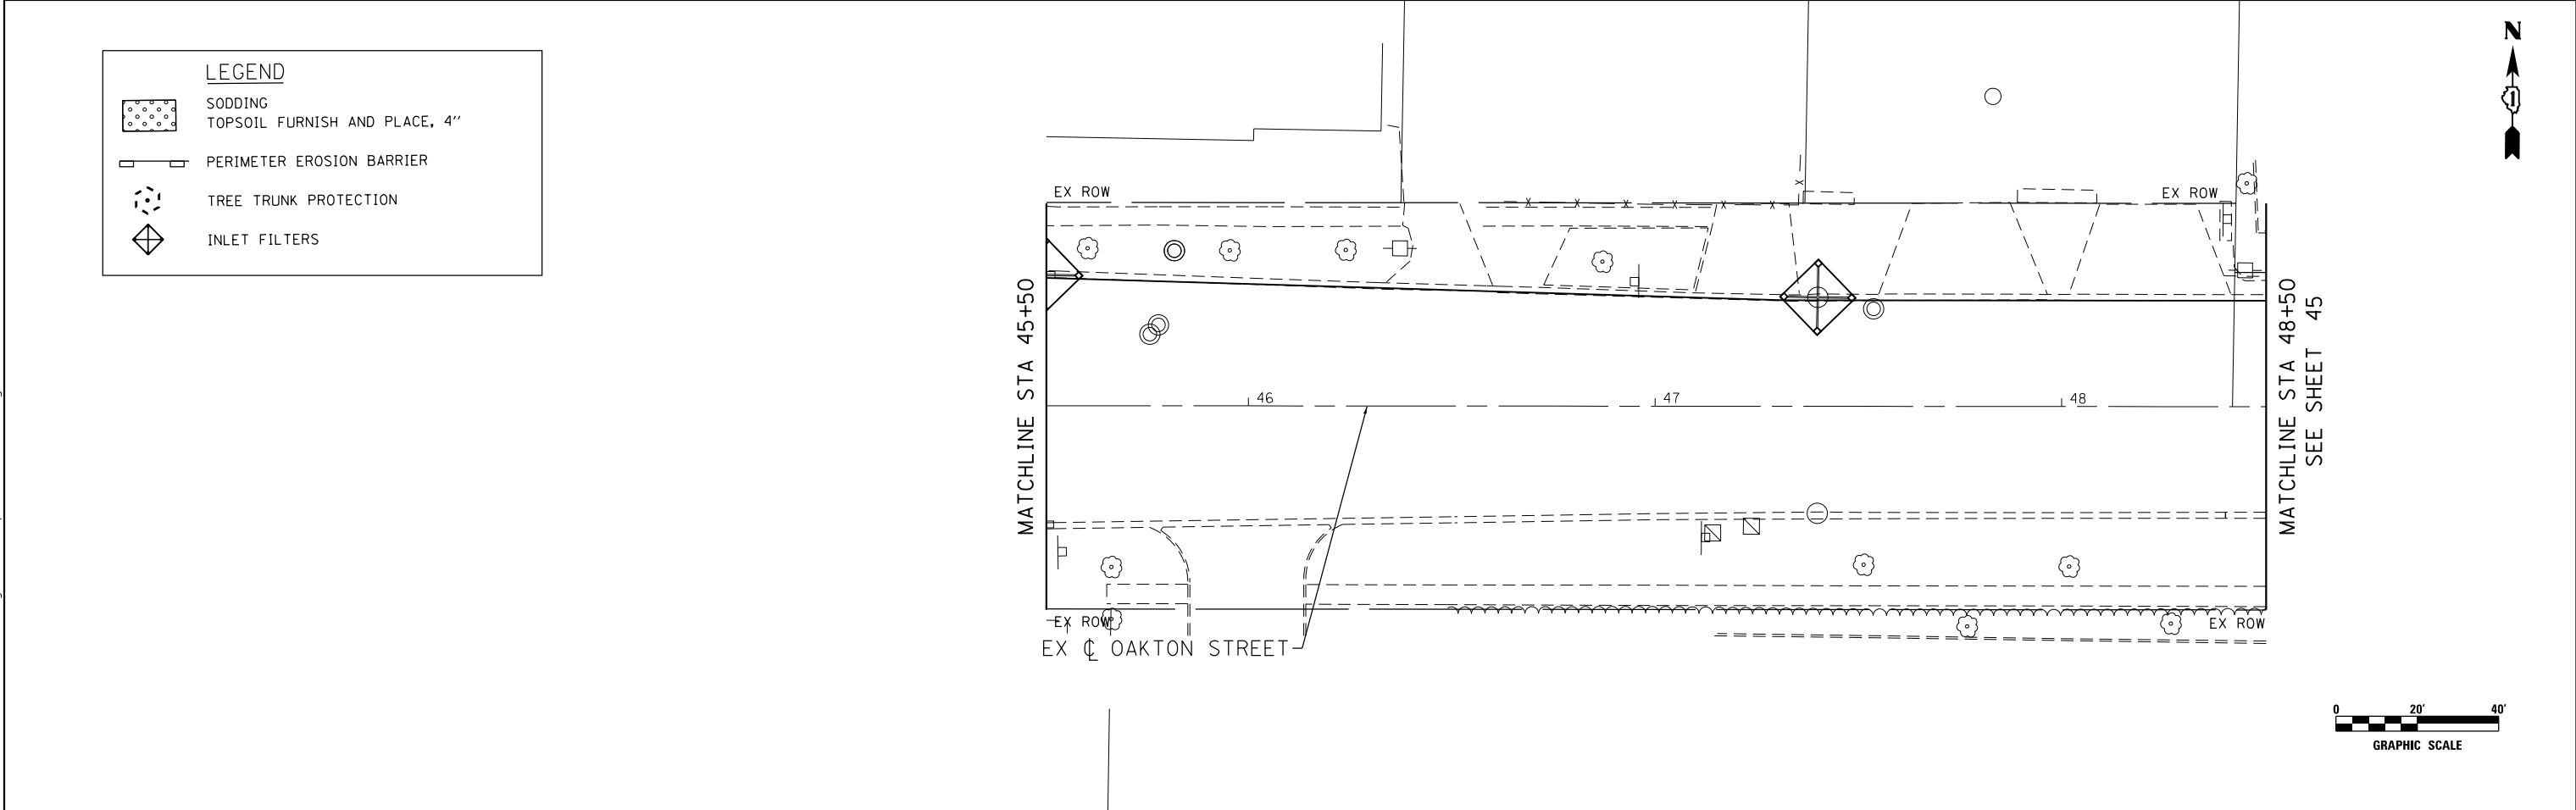 LEGEND
SODDING
TOPSOIL FURNISH AND PLACE, 4"
PERIMETER EROSION BARRIER
TREE TRUNK PROTECTION
INLET FILTERS
N
EX ROW
EX ROW
MATCHLINE STA 45+50
46
47
48
MATCHLINE STA 48+50
SEE SHEET 45
EX ROW
EX ROW
EX ℄ OAKTON STREET
0 20' 40'
GRAPHIC SCALE